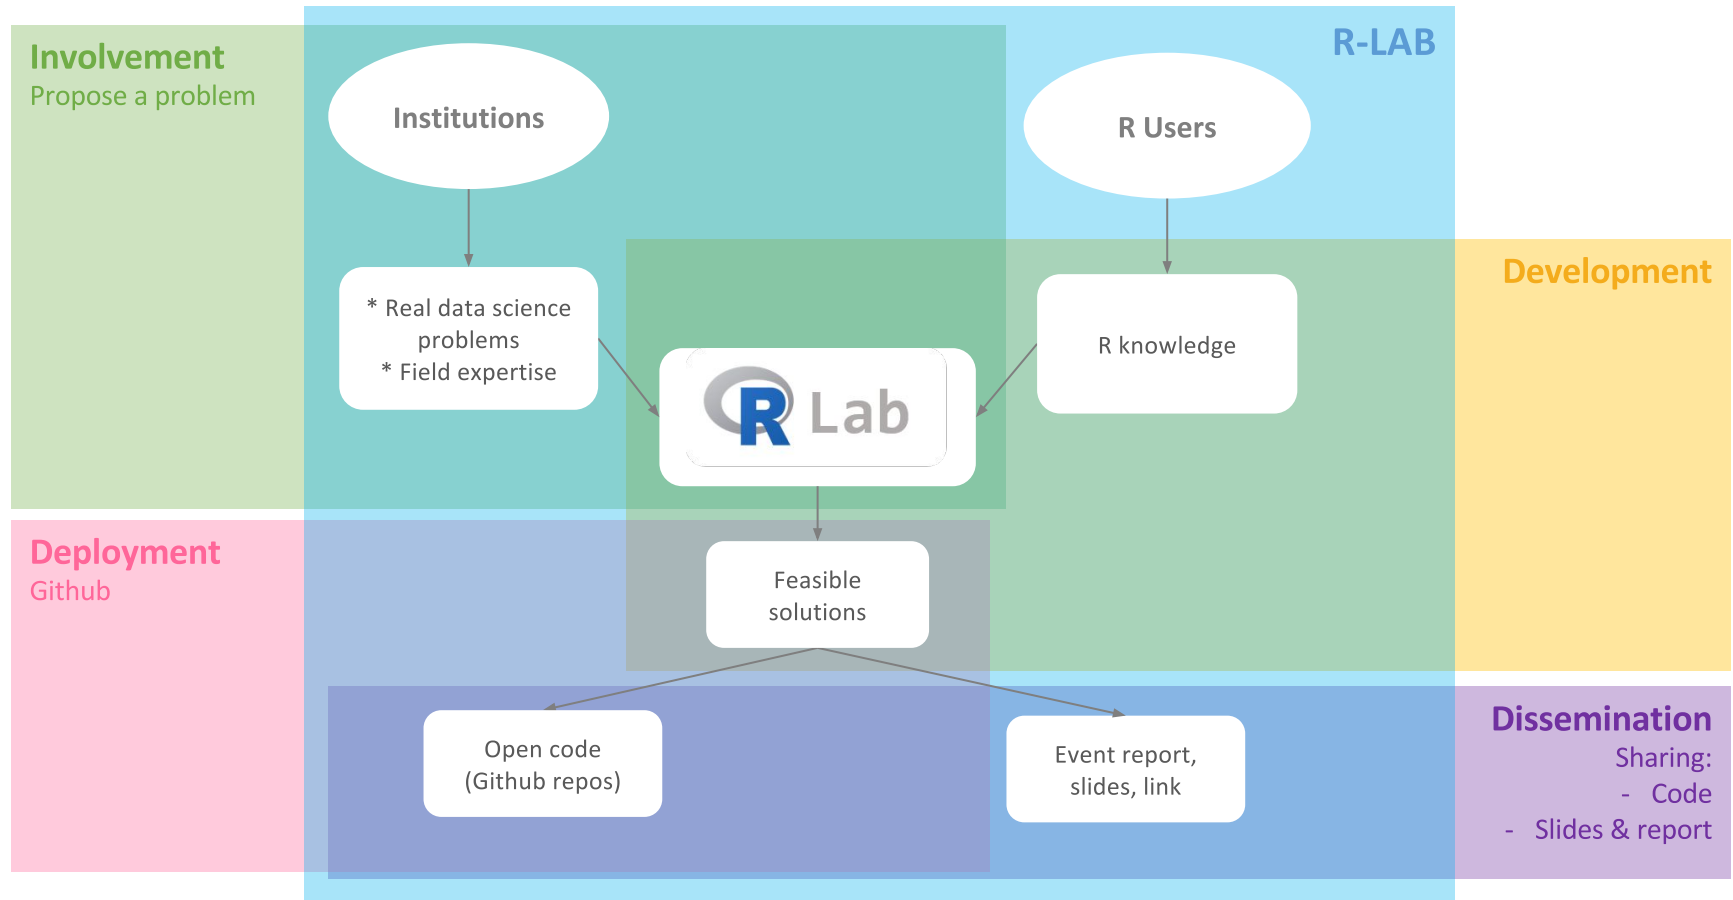 Involvement
Propose a problem
R-LAB
Institutions
R Users
* Real data science
problems
* Field expertise
R Lab
R knowledge
Development
Deployment
Github
Feasible
solutions
Open code
(Github repos)
Event report,
slides, link
Dissemination
Sharing:
- Code
- Slides & report